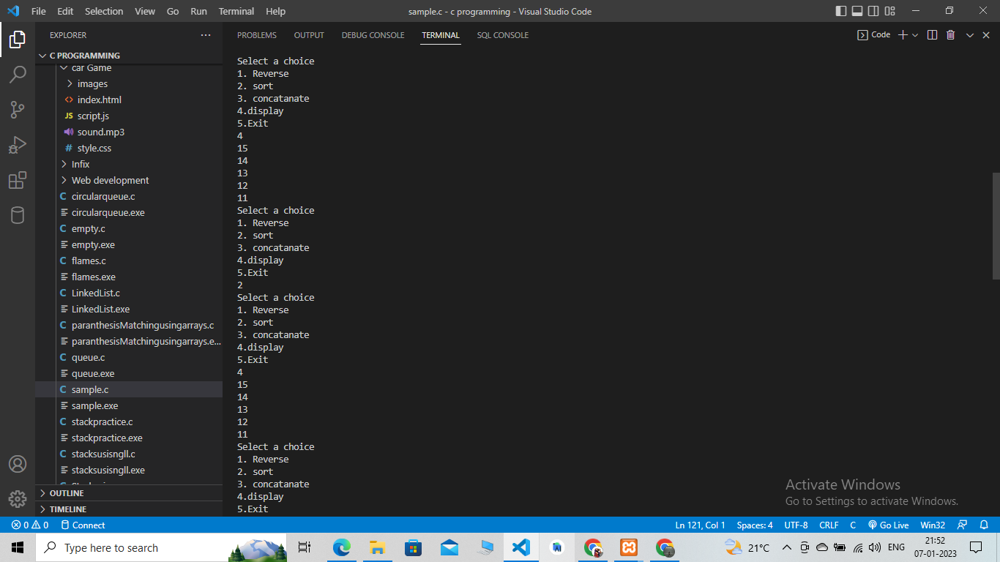 File Edit Selection View Go Run Terminal Help sample.c - c programming - Visual Studio Code
EXPLORER
C PROGRAMMING
car Game
images
index.html
JS script.js
sound.mp3
# style.css
Infix
Web development
C circularqueue.c
circularqueue.exe
C empty.c
empty.exe
C flames.c
flames.exe
C LinkedList.c
LinkedList.exe
C paranthesisMatchingusingarrays.c
paranthesisMatchingusingarrays.e...
C queue.c
queue.exe
C sample.c
sample.exe
C stackpractice.c
stackpractice.exe
C stacksusisngll.c
stacksusisngll.exe
OUTLINE
TIMELINE
PROBLEMS OUTPUT DEBUG CONSOLE TERMINAL SQL CONSOLE Code
Select a choice
1. Reverse
2. sort
3. concatanate
4.display
5.Exit
4
15
14
13
12
11
Select a choice
1. Reverse
2. sort
3. concatanate
4.display
5.Exit
2
Select a choice
1. Reverse
2. sort
3. concatanate
4.display
5.Exit
4
15
14
13
12
11
Select a choice
1. Reverse
2. sort
3. concatanate
4.display
5.Exit
Activate Windows
Go to Settings to activate Windows.
0 0 Connect Ln 121, Col 1 Spaces: 4 UTF-8 CRLF C Go Live Win32
Type here to search 21°C ENG 21:52
07-01-2023